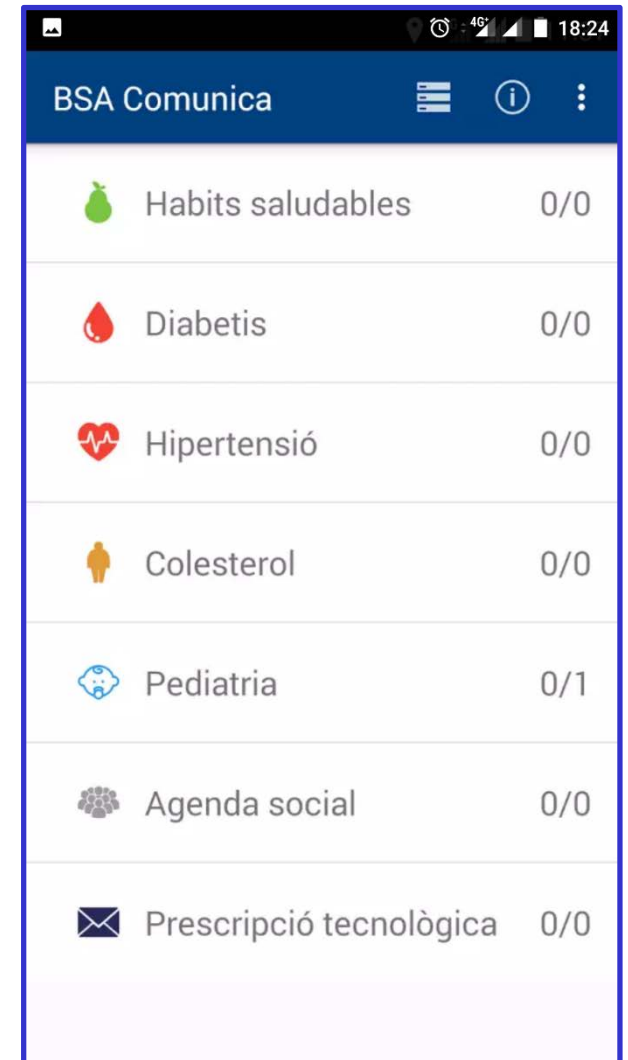 4G+ 18:24
BSA Comunica
Habits saludables 0/0
Diabetis 0/0
Hipertensió 0/0
Colesterol 0/0
Pediatria 0/1
Agenda social 0/0
Prescripció tecnològica 0/0